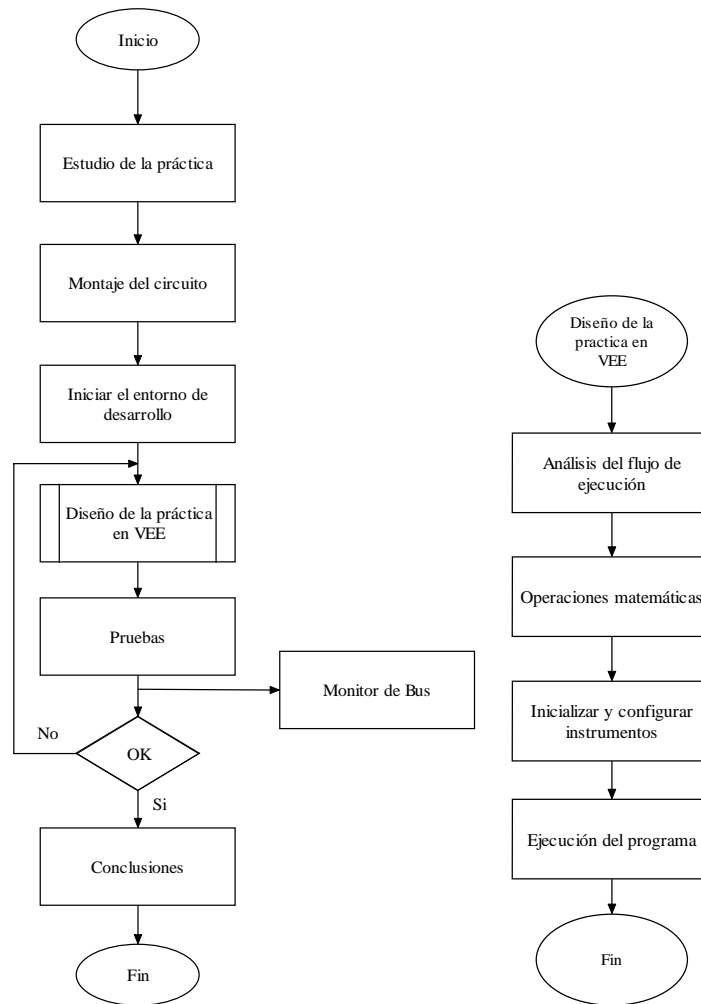 Inicio
Estudio de la práctica
Montaje del circuito
Iniciar el entorno de
desarrollo
Diseño de la práctica
en VEE
Pruebas
Monitor de Bus
No
OK
Si
Conclusiones
Fin
Diseño de la
practica en
VEE
Análisis del flujo de
ejecución
Operaciones matemáticas
Inicializar y configurar
instrumentos
Ejecución del programa
Fin